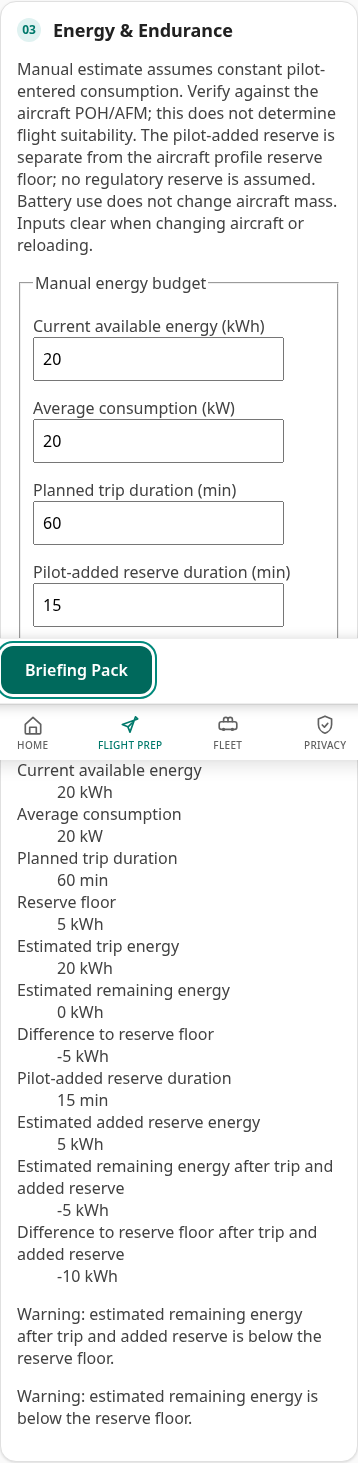 03 Energy & Endurance
Manual estimate assumes constant pilot-
entered consumption. Verify against the
aircraft POH/AFM; this does not determine
flight suitability. The pilot-added reserve is
separate from the aircraft profile reserve
floor; no regulatory reserve is assumed.
Battery use does not change aircraft mass.
Inputs clear when changing aircraft or
reloading.
Manual energy budget
Current available energy (kWh)
20
Average consumption (kW)
20
Planned trip duration (min)
60
Pilot-added reserve duration (min)
15
Briefing Pack
HOME FLIGHT PREP FLEET PRIVACY
Current available energy
20 kWh
Average consumption
20 kW
Planned trip duration
60 min
Reserve floor
5 kWh
Estimated trip energy
20 kWh
Estimated remaining energy
0 kWh
Difference to reserve floor
-5 kWh
Pilot-added reserve duration
15 min
Estimated added reserve energy
5 kWh
Estimated remaining energy after trip and
added reserve
-5 kWh
Difference to reserve floor after trip and
added reserve
-10 kWh
Warning: estimated remaining energy
after trip and added reserve is below the
reserve floor.
Warning: estimated remaining energy is
below the reserve floor.